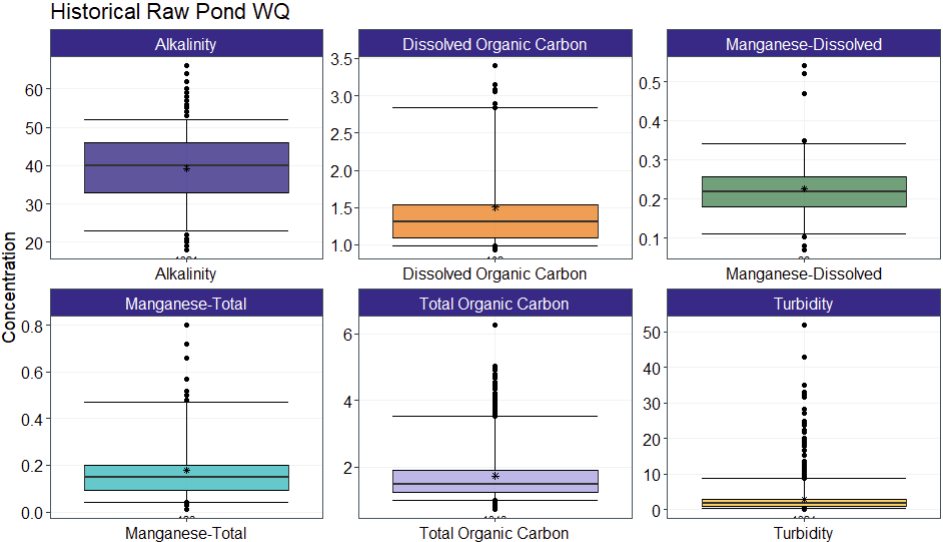 Historical Raw Pond WQ
Alkalinity
Dissolved Organic Carbon
Manganese-Dissolved
60
50
40
30
20
3.5
3.0
2.5
2.0
1.5
1.0
0.5
0.4
0.3
0.2
0.1
Alkalinity
Dissolved Organic Carbon
Manganese-Dissolved
Concentration
Manganese-Total
Total Organic Carbon
Turbidity
0.8
0.6
0.4
0.2
0.0
6
4
2
50
40
30
20
10
0
Manganese-Total
Total Organic Carbon
Turbidity